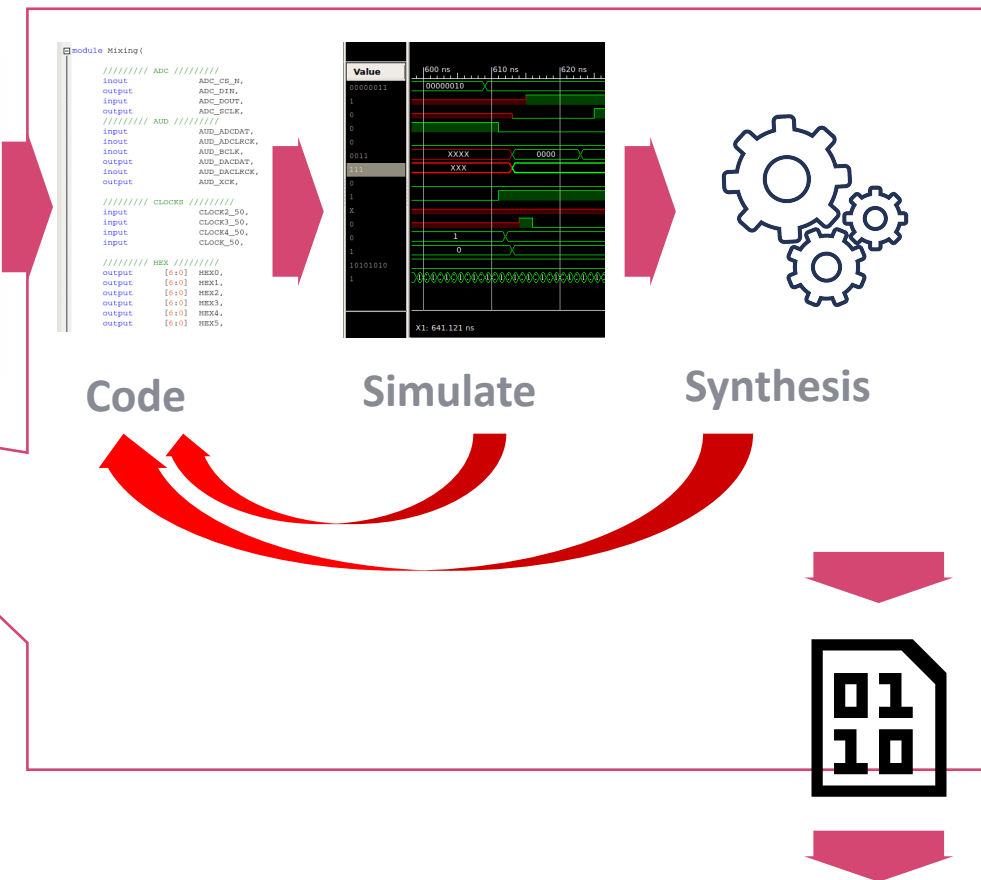 module Mixing(
///////// ADC /////////
inout ADC_CS_N,
output ADC_DIN,
input ADC_DOUT,
output ADC_SCLK,
///////// AUD /////////
input AUD_ADCDAT,
inout AUD_ADCLRCK,
inout AUD_BCLK,
output AUD_DACDAT,
inout AUD_DACLRCK,
output AUD_XCK,
///////// CLOCKS /////////
input CLOCK2_50,
input CLOCK3_50,
input CLOCK4_50,
input CLOCK_50,
///////// HEX /////////
output [6:0] HEX0,
output [6:0] HEX1,
output [6:0] HEX2,
output [6:0] HEX3,
output [6:0] HEX4,
output [6:0] HEX5,
Value
00000011
1
0
0
0
0011
111
0
1
X
0
0
1
10101010
1
600 ns 610 ns 620 ns
00000010
XXXX 0000
XXX
1
0
X1: 641.121 ns
Code
Simulate
Synthesis
01
10